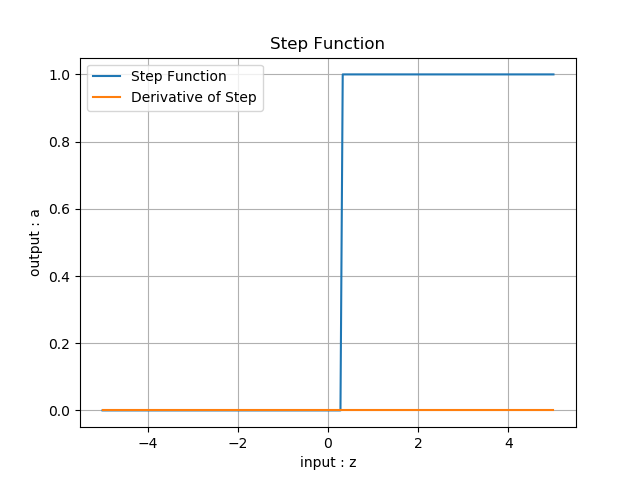 Step Function
Step Function
Derivative of Step
1.0
0.8
0.6
0.4
0.2
0.0
output : a
−4 −2 0 2 4
input : z